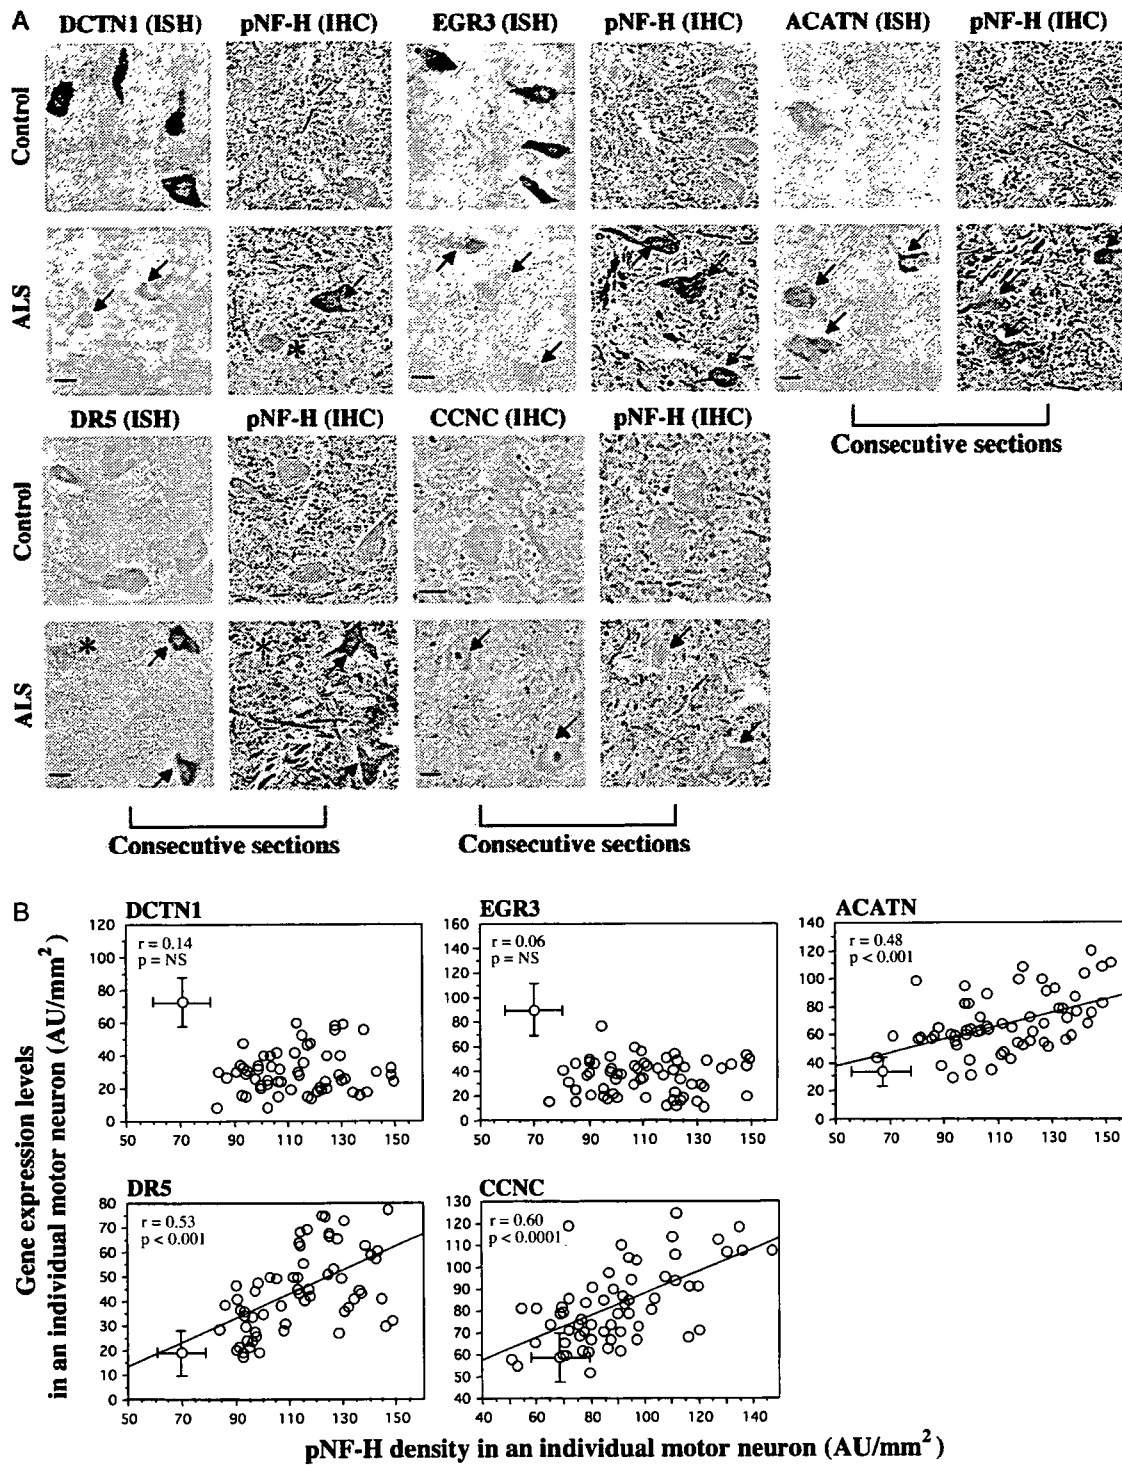 A
DCTN1 (ISH) pNF-H (IHC) EGR3 (ISH) pNF-H (IHC) ACATN (ISH) pNF-H (IHC)
Control
ALS
*
DR5 (ISH) pNF-H (IHC) CCNC (IHC) pNF-H (IHC)
Consecutive sections
Control
ALS
* *
Consecutive sections Consecutive sections
B
Gene expression levels
in an individual motor neuron (AU/mm²)
DCTN1
r = 0.14
p = NS
120
100
80
60
40
20
0
50 70 90 110 130 150
EGR3
r = 0.06
p = NS
160
140
120
100
80
60
40
20
0
50 70 90 110 130 150
ACATN
r = 0.48
p < 0.001
140
120
100
80
60
40
20
0
50 70 90 110 130 150
DR5
r = 0.53
p < 0.001
80
70
60
50
40
30
20
10
0
50 70 90 110 130 150
CCNC
r = 0.60
p < 0.0001
130
120
110
100
90
80
70
60
50
40
40 60 80 100 120 140
pNF-H density in an individual motor neuron (AU/mm²)